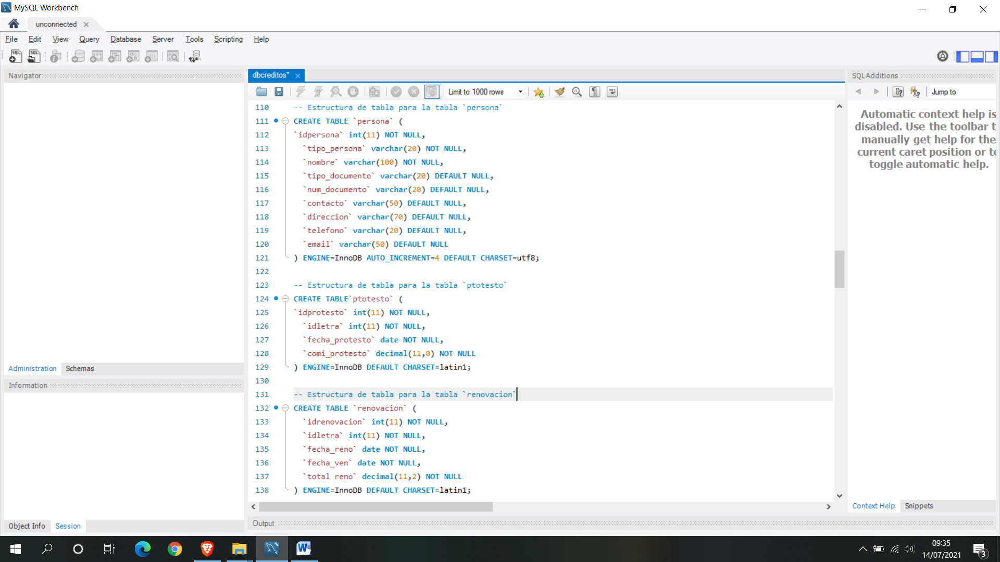 MySQL Workbench
unconnected
File Edit View Query Database Server Tools Scripting Help
Navigator
dbcreditos*
SQLAdditions
Limit to 1000 rows
Jump to
110 -- Estructura de tabla para la tabla `persona`
111 CREATE TABLE `persona` (
112 `idpersona` int(11) NOT NULL,
113 `tipo_persona` varchar(20) NOT NULL,
114 `nombre` varchar(100) NOT NULL,
115 `tipo_documento` varchar(20) DEFAULT NULL,
116 `num_documento` varchar(20) DEFAULT NULL,
117 `contacto` varchar(50) DEFAULT NULL,
118 `direccion` varchar(70) DEFAULT NULL,
119 `telefono` varchar(20) DEFAULT NULL,
120 `email` varchar(50) DEFAULT NULL
121 ) ENGINE=InnoDB AUTO_INCREMENT=4 DEFAULT CHARSET=utf8;
122
123 -- Estructura de tabla para la tabla `ptotesto`
124 CREATE TABLE`ptotesto` (
125 `idprotesto` int(11) NOT NULL,
126 `idletra` int(11) NOT NULL,
127 `fecha_protesto` date NOT NULL,
128 `comi_protesto` decimal(11,0) NOT NULL
129 ) ENGINE=InnoDB DEFAULT CHARSET=latin1;
130
131 -- Estructura de tabla para la tabla `renovacion`
132 CREATE TABLE `renovacion` (
133 `idrenovacion` int(11) NOT NULL,
134 `idletra` int(11) NOT NULL,
135 `fecha_reno` date NOT NULL,
136 `fecha_ven` date NOT NULL,
137 `total reno` decimal(11,2) NOT NULL
138 ) ENGINE=InnoDB DEFAULT CHARSET=latin1;
Automatic context help is
disabled. Use the toolbar t
manually get help for the
current caret position or to
toggle automatic help.
Administration Schemas
Information
Object Info Session
Context Help Snippets
Output
09:35
14/07/2021
3